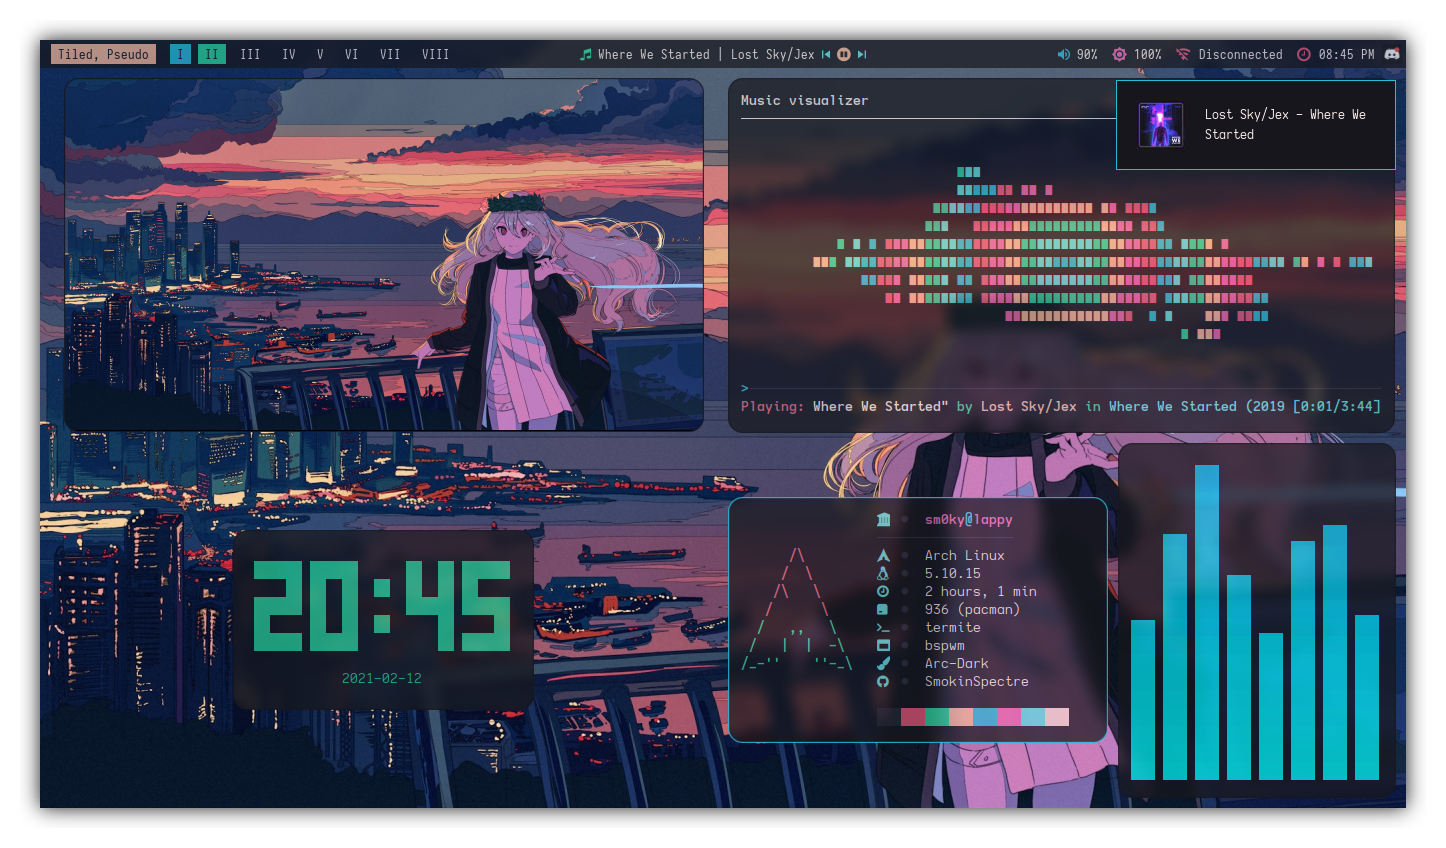 Tiled, Pseudo I II III IV V VI VII VIII Where We Started | Lost Sky/Jex 90% 100% Disconnected 08:45 PM
Music visualizer
Lost Sky/Jex - Where We
Started
>
Playing: Where We Started" by Lost Sky/Jex in Where We Started (2019 [0:01/3:44]
20:45
2021-02-12
sm0ky@lappy
Arch Linux
5.10.15
2 hours, 1 min
936 (pacman)
termite
bspwm
Arc-Dark
SmokinSpectre